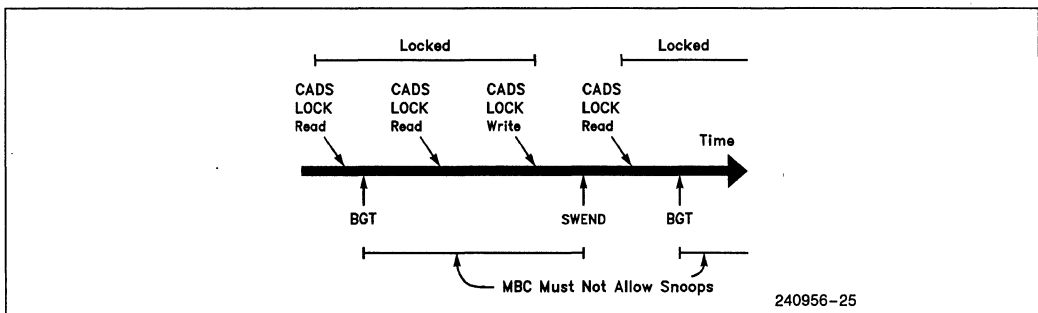 Locked Locked
CADS CADS CADS CADS
LOCK LOCK LOCK LOCK
Read Read Write Read
Time
BGT SWEND BGT
MBC Must Not Allow Snoops
240956-25